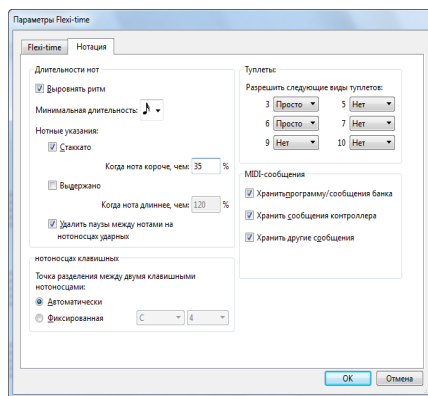 Параметры Flexi-time
Flexi-time
Нотация
Длительности нот
Выровнять ритм
Минимальная длительность:
Нотные указания:
Стаккато
Когда нота короче, чем: 35 %
Выдержано
Когда нота длиннее, чем: 120 %
Удалить паузы между нотами на
нотоносцах ударных
нотоносцах клавишных
Точка разделения между двумя клавишными
нотоносцами:
Автоматически
Фиксированная C 4
Туплеты:
Разрешить следующие виды туплетов:
3 Просто 5 Нет
6 Просто 7 Нет
9 Нет 10 Нет
MIDI-сообщения
Хранитьпрограмму/сообщения банка
Хранить сообщения контроллера
Хранить другие сообщения
OK Отмена